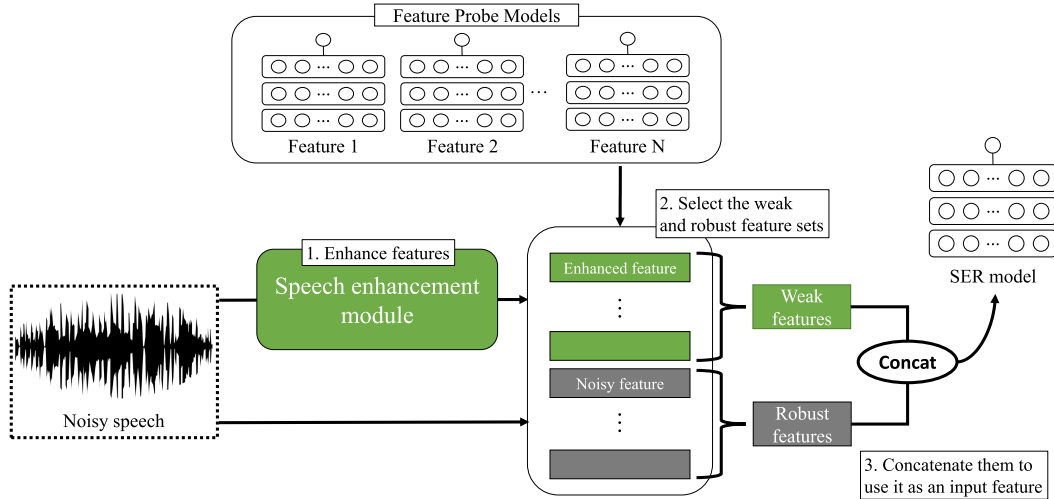 Feature Probe Models
...
...
...
...
...
...
...
...
...
...
Feature 1
Feature 2
Feature N
2. Select the weak
and robust feature sets
1. Enhance features
Speech enhancement
module
Noisy speech
Enhanced feature
Noisy feature
Weak
features
Robust
features
Concat
...
...
...
SER model
3. Concatenate them to
use it as an input feature